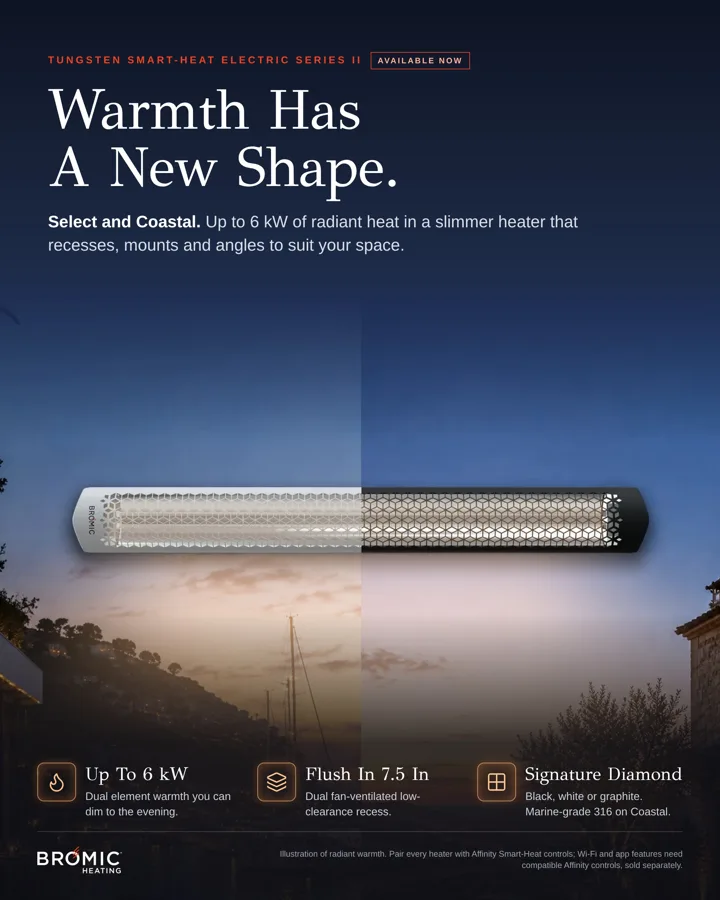 TUNGSTEN SMART-HEAT ELECTRIC SERIES II AVAILABLE NOW
Warmth Has
A New Shape.
Select and Coastal. Up to 6 kW of radiant heat in a slimmer heater that
recesses, mounts and angles to suit your space.
BROMIC
Up To 6 kW
Dual element warmth you can
dim to the evening.
Flush In 7.5 In
Dual fan-ventilated low-
clearance recess.
Signature Diamond
Black, white or graphite.
Marine-grade 316 on Coastal.
BROMIC
HEATING
Illustration of radiant warmth. Pair every heater with Affinity Smart-Heat controls; Wi-Fi and app features need
compatible Affinity controls, sold separately.